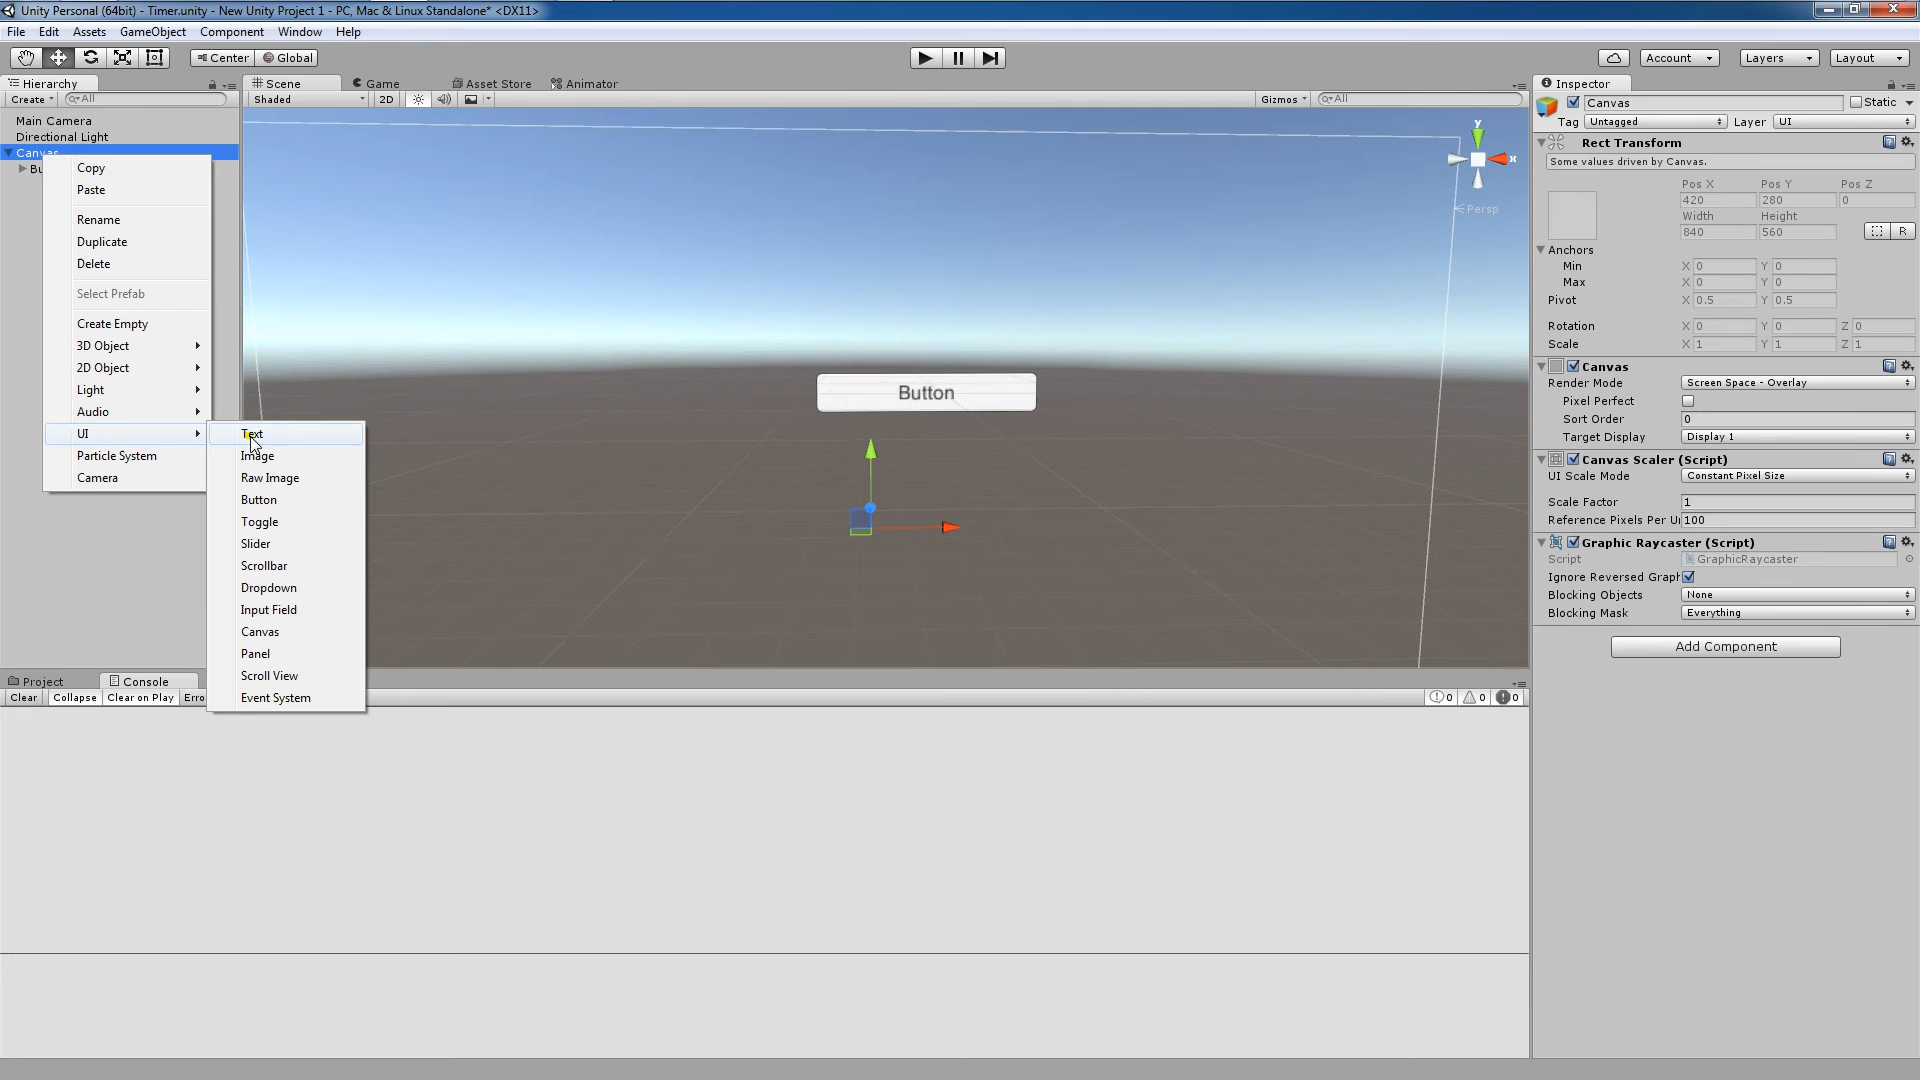 Unity Personal (64bit) - Timer.unity - New Unity Project 1 - PC, Mac & Linux Standalone* <DX11>
File Edit Assets GameObject Component Window Help
Center Global Account Layers Layout
Hierarchy Scene Game Asset Store Animator Inspector
Create All Shaded 2D Gizmos All
Canvas Static
Tag Untagged Layer UI
Main Camera
Directional Light
Canvas
Bu
Copy
Paste
Rename
Duplicate
Delete
Select Prefab
Create Empty
3D Object
2D Object
Light
Audio
UI
Particle System
Camera
Text
Image
Raw Image
Button
Toggle
Slider
Scrollbar
Dropdown
Input Field
Canvas
Panel
Scroll View
Event System
y
x
Persp
Button
Rect Transform
Some values driven by Canvas.
Pos X Pos Y Pos Z
420 280 0
Width Height
840 560 R
Anchors
Min X 0 Y 0
Max X 0 Y 0
Pivot X 0.5 Y 0.5
Rotation X 0 Y 0 Z 0
Scale X 1 Y 1 Z 1
Canvas
Render Mode Screen Space - Overlay
Pixel Perfect
Sort Order 0
Target Display Display 1
Canvas Scaler (Script)
UI Scale Mode Constant Pixel Size
Scale Factor 1
Reference Pixels Per U 100
Graphic Raycaster (Script)
Script GraphicRaycaster
Ignore Reversed Graph
Blocking Objects None
Blocking Mask Everything
Add Component
Project Console
Clear Collapse Clear on Play Erro 0 0 0